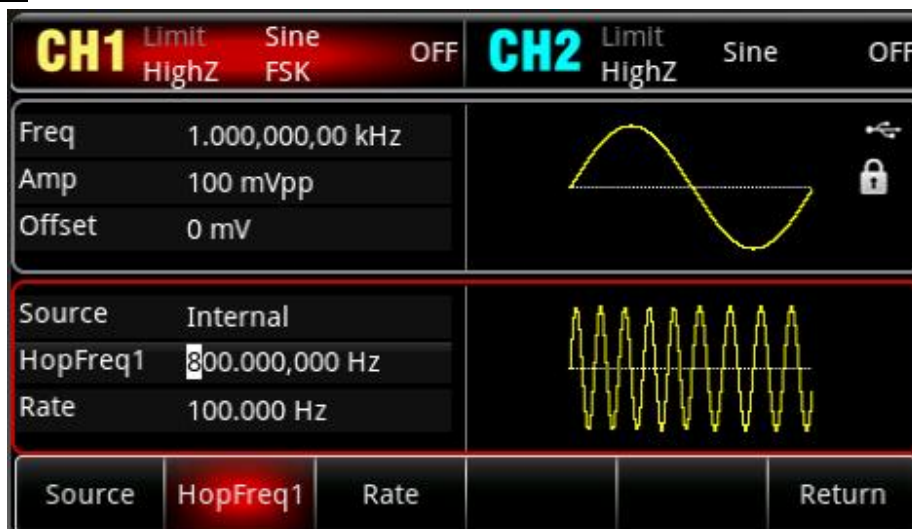 CH1 Limit Sine OFF
HighZ FSK
CH2 Limit Sine OFF
HighZ
Freq 1.000,000,00 kHz
Amp 100 mVpp
Offset 0 mV
Source Internal
HopFreq1 800.000,000 Hz
Rate 100.000 Hz
Source HopFreq1 Rate Return